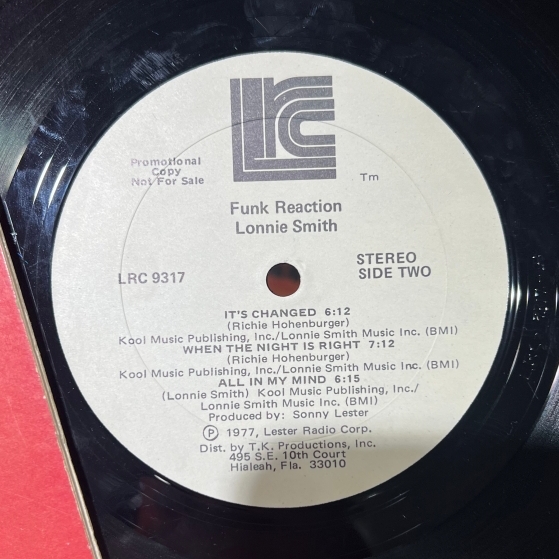 LRC
Promotional
Copy
Not For Sale
Tm
Funk Reaction
Lonnie Smith
LRC 9317
STEREO
SIDE TWO
IT'S CHANGED 6:12
(Richie Hohenburger)
Kool Music Publishing, Inc./Lonnie Smith Music Inc. (BMI)
WHEN THE NIGHT IS RIGHT 7:12
(Richie Hohenburger)
Kool Music Publishing, Inc./Lonnie Smith Music Inc. (BMI)
ALL IN MY MIND 6:15
(Lonnie Smith) Kool Music Publishing, Inc./
Lonnie Smith Music Inc. (BMI)
Produced by: Sonny Lester
Ⓟ 1977, Lester Radio Corp.
Dist. by T.K. Productions, Inc.
495 S.E. 10th Court
Hialeah, Fla. 33010